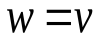 w = v